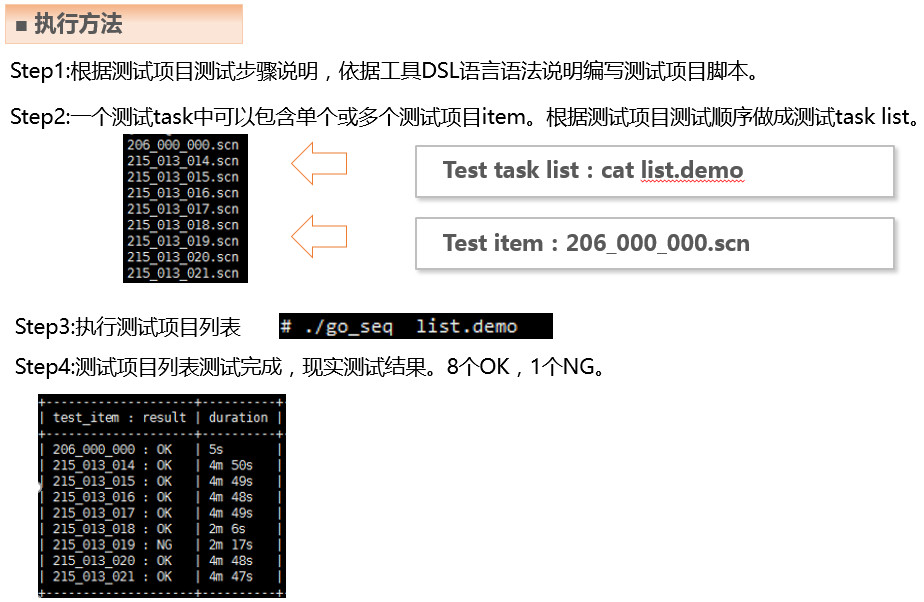 ■ 执行方法
Step1:根据测试项目测试步骤说明，依据工具DSL语言语法说明编写测试项目脚本。
Step2:一个测试task中可以包含单个或多个测试项目item。根据测试项目测试顺序做成测试task list。
206_000_000.scn
215_013_014.scn
215_013_015.scn
215_013_016.scn
215_013_017.scn
215_013_018.scn
215_013_019.scn
215_013_020.scn
215_013_021.scn
Test task list：cat list.demo
Test item：206_000_000.scn
Step3:执行测试项目列表
# ./go_seq list.demo
Step4:测试项目列表测试完成，现实测试结果。8个OK，1个NG。
| test_item : result | duration |
| 206_000_000 : OK | 5s |
| 215_013_014 : OK | 4m 50s |
| 215_013_015 : OK | 4m 49s |
| 215_013_016 : OK | 4m 48s |
| 215_013_017 : OK | 4m 49s |
| 215_013_018 : OK | 2m 6s |
| 215_013_019 : NG | 2m 17s |
| 215_013_020 : OK | 4m 48s |
| 215_013_021 : OK | 4m 47s |